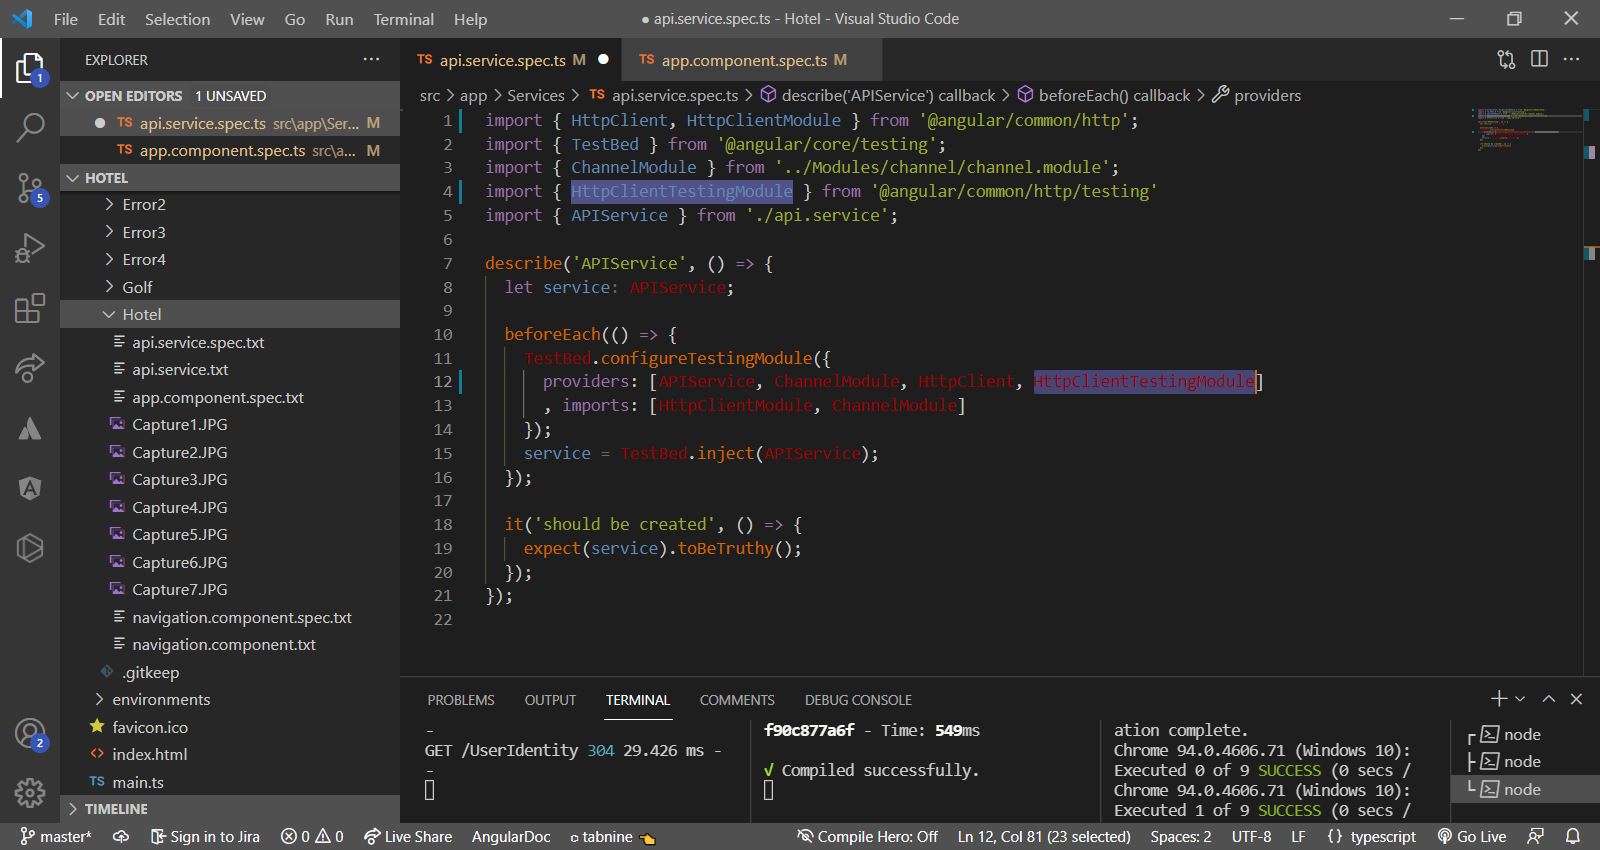 File Edit Selection View Go Run Terminal Help
● api.service.spec.ts - Hotel - Visual Studio Code
1
5
2
EXPLORER ···
OPEN EDITORS 1 UNSAVED
● TS api.service.spec.ts src\app\Ser... M
TS app.component.spec.ts src\a... M
HOTEL
Error2
Error3
Error4
Golf
Hotel
api.service.spec.txt
api.service.txt
app.component.spec.txt
Capture1.JPG
Capture2.JPG
Capture3.JPG
Capture4.JPG
Capture5.JPG
Capture6.JPG
Capture7.JPG
navigation.component.spec.txt
navigation.component.txt
.gitkeep
environments
favicon.ico
<> index.html
TS main.ts
TIMELINE
TS api.service.spec.ts M ●
TS app.component.spec.ts M
src > app > Services > TS api.service.spec.ts > describe('APIService') callback > beforeEach() callback > providers
1 import { HttpClient, HttpClientModule } from '@angular/common/http';
2 import { TestBed } from '@angular/core/testing';
3 import { ChannelModule } from '../Modules/channel/channel.module';
4 import { HttpClientTestingModule } from '@angular/common/http/testing'
5 import { APIService } from './api.service';
6
7 describe('APIService', () => {
8 let service: APIService;
9
10 beforeEach(() => {
11 TestBed.configureTestingModule({
12 providers: [APIService, ChannelModule, HttpClient, HttpClientTestingModule]
13 , imports: [HttpClientModule, ChannelModule]
14 });
15 service = TestBed.inject(APIService);
16 });
17
18 it('should be created', () => {
19 expect(service).toBeTruthy();
20 });
21 });
22
PROBLEMS OUTPUT TERMINAL COMMENTS DEBUG CONSOLE
-
GET /UserIdentity 304 29.426 ms -
-
f90c877a6f - Time: 549ms
√ Compiled successfully.
ation complete.
Chrome 94.0.4606.71 (Windows 10):
Executed 0 of 9 SUCCESS (0 secs /
Chrome 94.0.4606.71 (Windows 10):
Executed 1 of 9 SUCCESS (0 secs /
node
node
node
master* Sign in to Jira 0 0 Live Share AngularDoc tabnine Compile Hero: Off Ln 12, Col 81 (23 selected) Spaces: 2 UTF-8 LF {} typescript Go Live